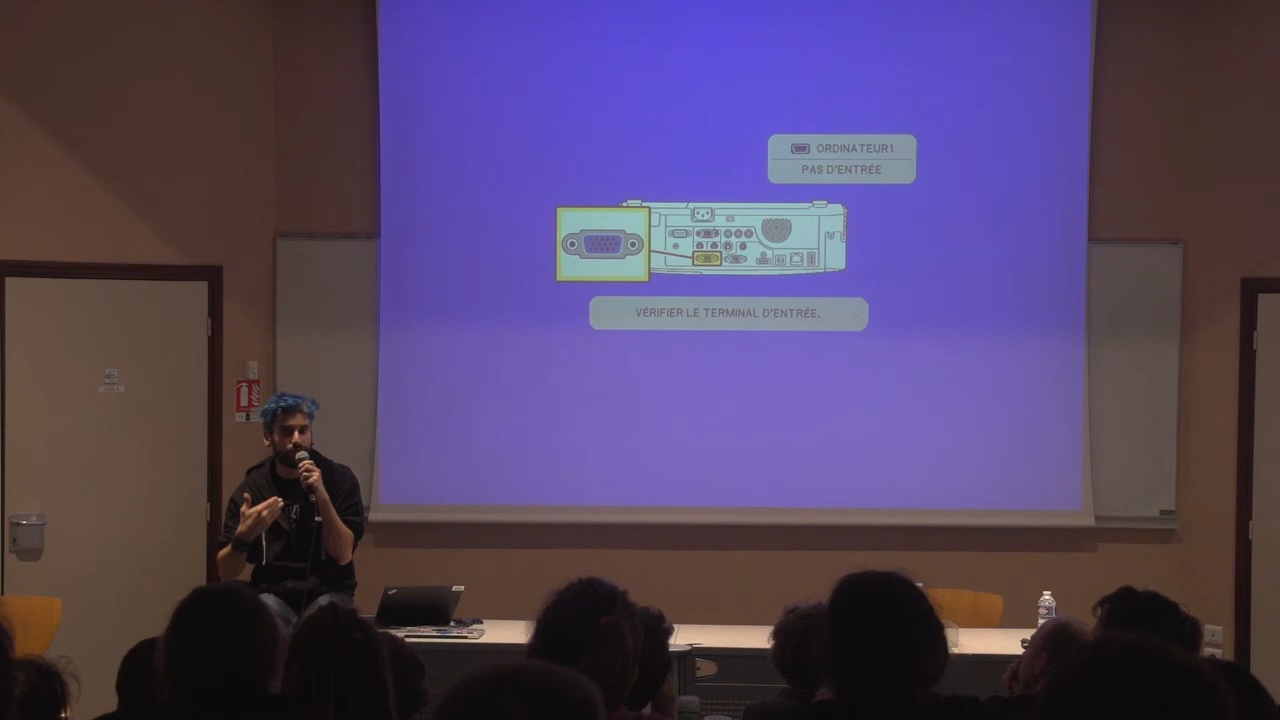 ORDINATEUR1
PAS D'ENTRÉE
VÉRIFIER LE TERMINAL D'ENTRÉE.